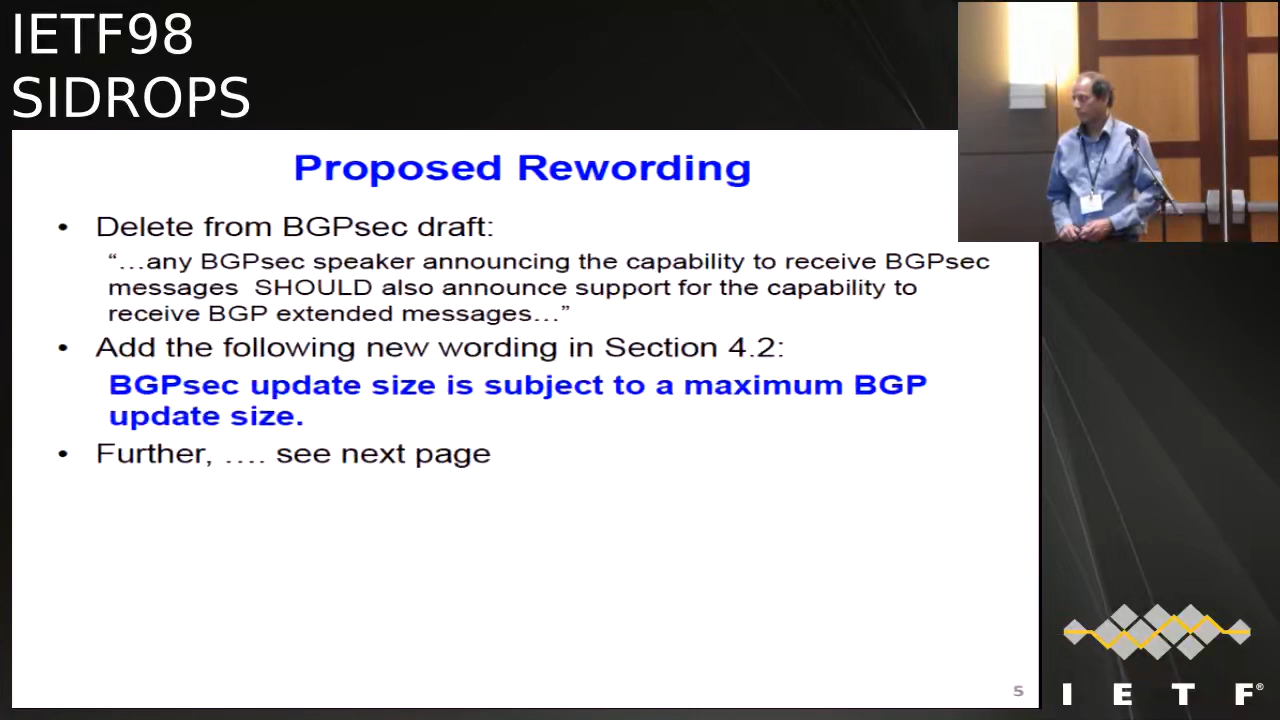 IETF98
SIDROPS
Proposed Rewording
• Delete from BGPsec draft:
“…any BGPsec speaker announcing the capability to receive BGPsec
messages SHOULD also announce support for the capability to
receive BGP extended messages…”
• Add the following new wording in Section 4.2:
BGPsec update size is subject to a maximum BGP
update size.
• Further, …. see next page
5
I E T F®